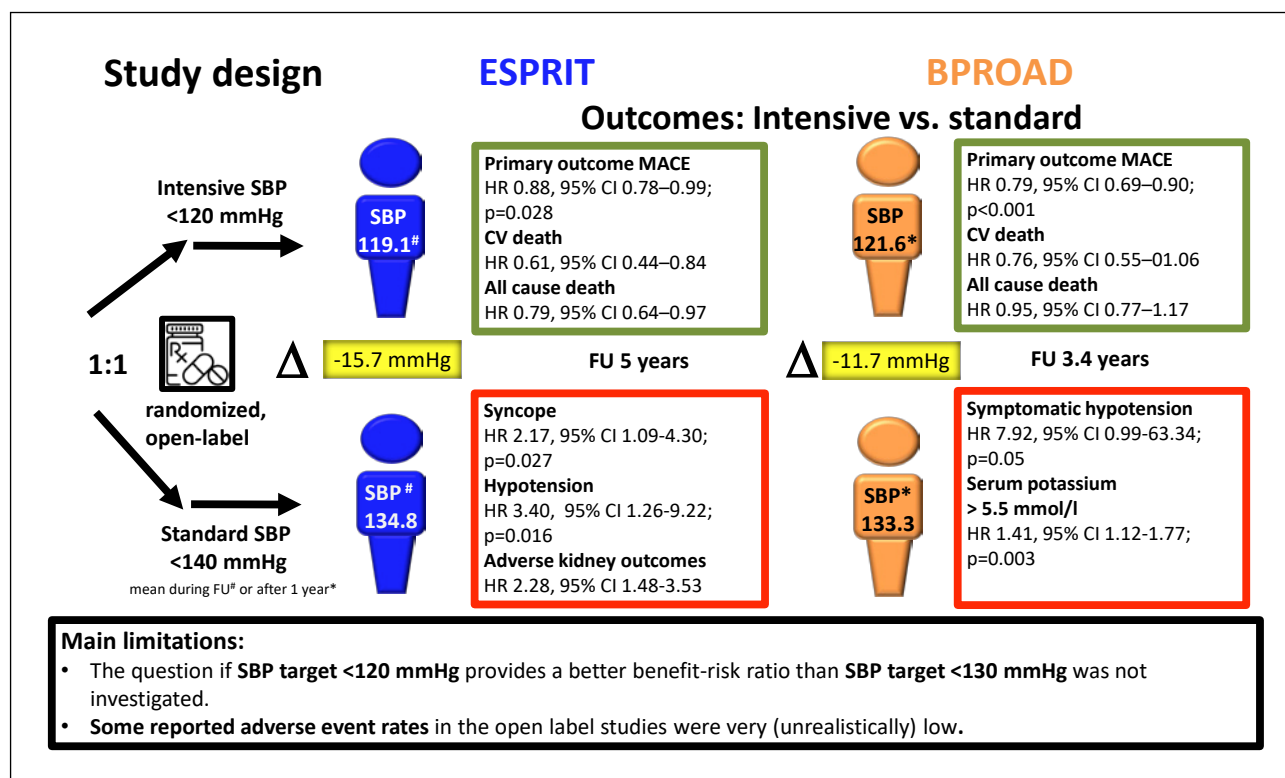 Study design
ESPRIT
BPROAD
Outcomes: Intensive vs. standard
Intensive SBP
<120 mmHg
SBP
119.1#
Primary outcome MACE
HR 0.88, 95% CI 0.78–0.99;
p=0.028
CV death
HR 0.61, 95% CI 0.44–0.84
All cause death
HR 0.79, 95% CI 0.64–0.97
SBP
121.6*
Primary outcome MACE
HR 0.79, 95% CI 0.69–0.90;
p<0.001
CV death
HR 0.76, 95% CI 0.55–01.06
All cause death
HR 0.95, 95% CI 0.77–1.17
1:1
Rx
randomized,
open-label
Δ
-15.7 mmHg
FU 5 years
Δ
-11.7 mmHg
FU 3.4 years
Standard SBP
<140 mmHg
mean during FU# or after 1 year*
SBP #
134.8
Syncope
HR 2.17, 95% CI 1.09-4.30;
p=0.027
Hypotension
HR 3.40, 95% CI 1.26-9.22;
p=0.016
Adverse kidney outcomes
HR 2.28, 95% CI 1.48-3.53
SBP*
133.3
Symptomatic hypotension
HR 7.92, 95% CI 0.99-63.34;
p=0.05
Serum potassium
> 5.5 mmol/l
HR 1.41, 95% CI 1.12-1.77;
p=0.003
Main limitations:
• The question if SBP target <120 mmHg provides a better benefit-risk ratio than SBP target <130 mmHg was not
investigated.
• Some reported adverse event rates in the open label studies were very (unrealistically) low.